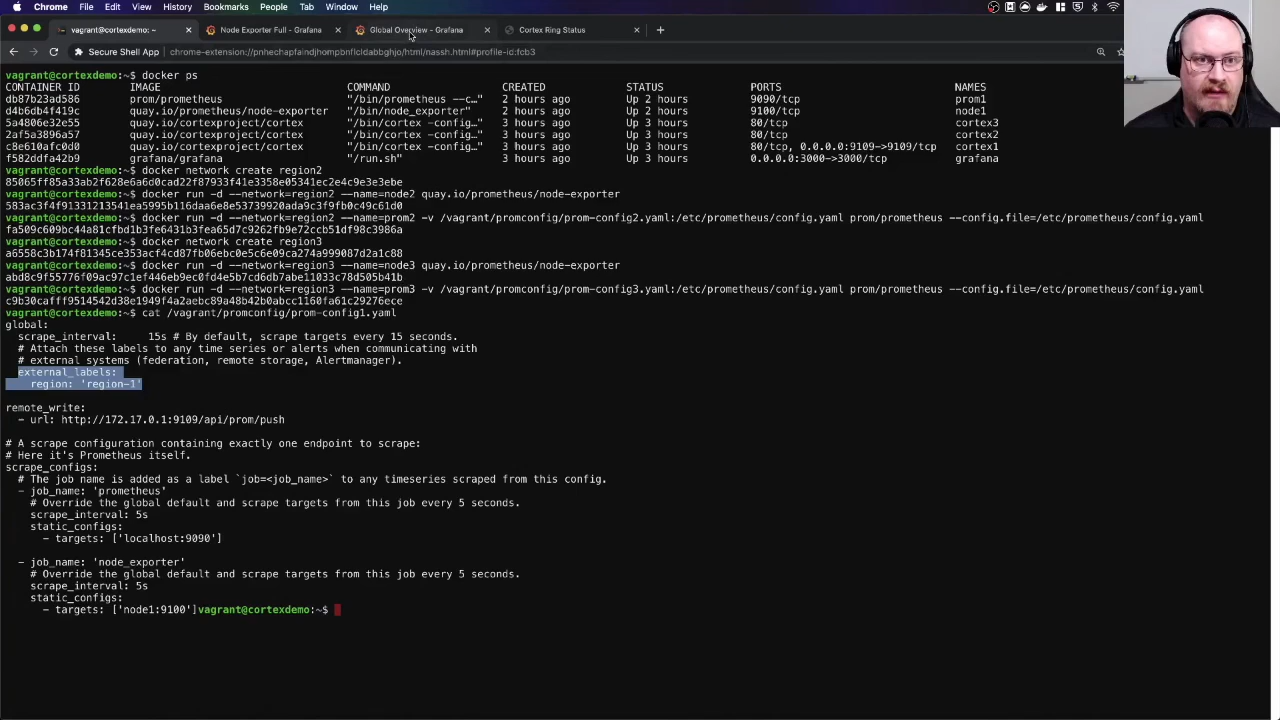 Chrome File Edit View History Bookmarks People Tab Window Help
vagrant@cortexdemo: ~ Node Exporter Full - Grafana Global Overview - Grafana Cortex Ring Status
Secure Shell App chrome-extension://pnhechapfaindjhompbnflcldabbghjo/html/nassh.html#profile-id:fcb3
vagrant@cortexdemo:~$ docker ps
CONTAINER ID IMAGE COMMAND CREATED STATUS PORTS NAMES
db87b23ad586 prom/prometheus "/bin/prometheus --c…" 2 hours ago Up 2 hours 9090/tcp prom1
d4b6db4f419c quay.io/prometheus/node-exporter "/bin/node_exporter" 2 hours ago Up 2 hours 9100/tcp node1
5a4806e32e55 quay.io/cortexproject/cortex "/bin/cortex -config…" 3 hours ago Up 3 hours 80/tcp cortex3
2af5a3896a57 quay.io/cortexproject/cortex "/bin/cortex -config…" 3 hours ago Up 3 hours 80/tcp cortex2
c8e610afc0d0 quay.io/cortexproject/cortex "/bin/cortex -config…" 3 hours ago Up 3 hours 80/tcp, 0.0.0.0:9109->9109/tcp cortex1
f582ddfa42b9 grafana/grafana "/run.sh" 3 hours ago Up 3 hours 0.0.0.0:3000->3000/tcp grafana
vagrant@cortexdemo:~$ docker network create region2
85065ff85a33ab2f628e6a6d0cad22f87933f41e3358e05341ec2e4c9e3e3ebe
vagrant@cortexdemo:~$ docker run -d --network=region2 --name=node2 quay.io/prometheus/node-exporter
583ac3f4f91331213541ea5995b116daa6e8e53739920ada9c3f9fb0c49c61d0
vagrant@cortexdemo:~$ docker run -d --network=region2 --name=prom2 -v /vagrant/promconfig/prom-config2.yaml:/etc/prometheus/config.yaml prom/prometheus --config.file=/etc/prometheus/config.yaml
fa509c609bc44a81cfbd1b3fe6431b3fea65d7c9262fb9e72ccb51df98c3986a
vagrant@cortexdemo:~$ docker network create region3
a6558c3b174f81345ce353acf4cd87fb06ebc0e5c6e09ca274a999087d2a1c88
vagrant@cortexdemo:~$ docker run -d --network=region3 --name=node3 quay.io/prometheus/node-exporter
abd8c9f55776f09ac97c1ef446eb9ec0fd4e5b7cd6db7abe11033c78d505b41b
vagrant@cortexdemo:~$ docker run -d --network=region3 --name=prom3 -v /vagrant/promconfig/prom-config3.yaml:/etc/prometheus/config.yaml prom/prometheus --config.file=/etc/prometheus/config.yaml
c9b30cafff9514542d38e1949f4a2aebc89a48b42b0abcc1160fa61c29276ece
vagrant@cortexdemo:~$ cat /vagrant/promconfig/prom-config1.yaml
global:
scrape_interval: 15s # By default, scrape targets every 15 seconds.
# Attach these labels to any time series or alerts when communicating with
# external systems (federation, remote storage, Alertmanager).
external_labels:
region: 'region-1'
remote_write:
- url: http://172.17.0.1:9109/api/prom/push
# A scrape configuration containing exactly one endpoint to scrape:
# Here it's Prometheus itself.
scrape_configs:
# The job name is added as a label `job=<job_name>` to any timeseries scraped from this config.
- job_name: 'prometheus'
# Override the global default and scrape targets from this job every 5 seconds.
scrape_interval: 5s
static_configs:
- targets: ['localhost:9090']
- job_name: 'node_exporter'
# Override the global default and scrape targets from this job every 5 seconds.
scrape_interval: 5s
static_configs:
- targets: ['node1:9100']vagrant@cortexdemo:~$